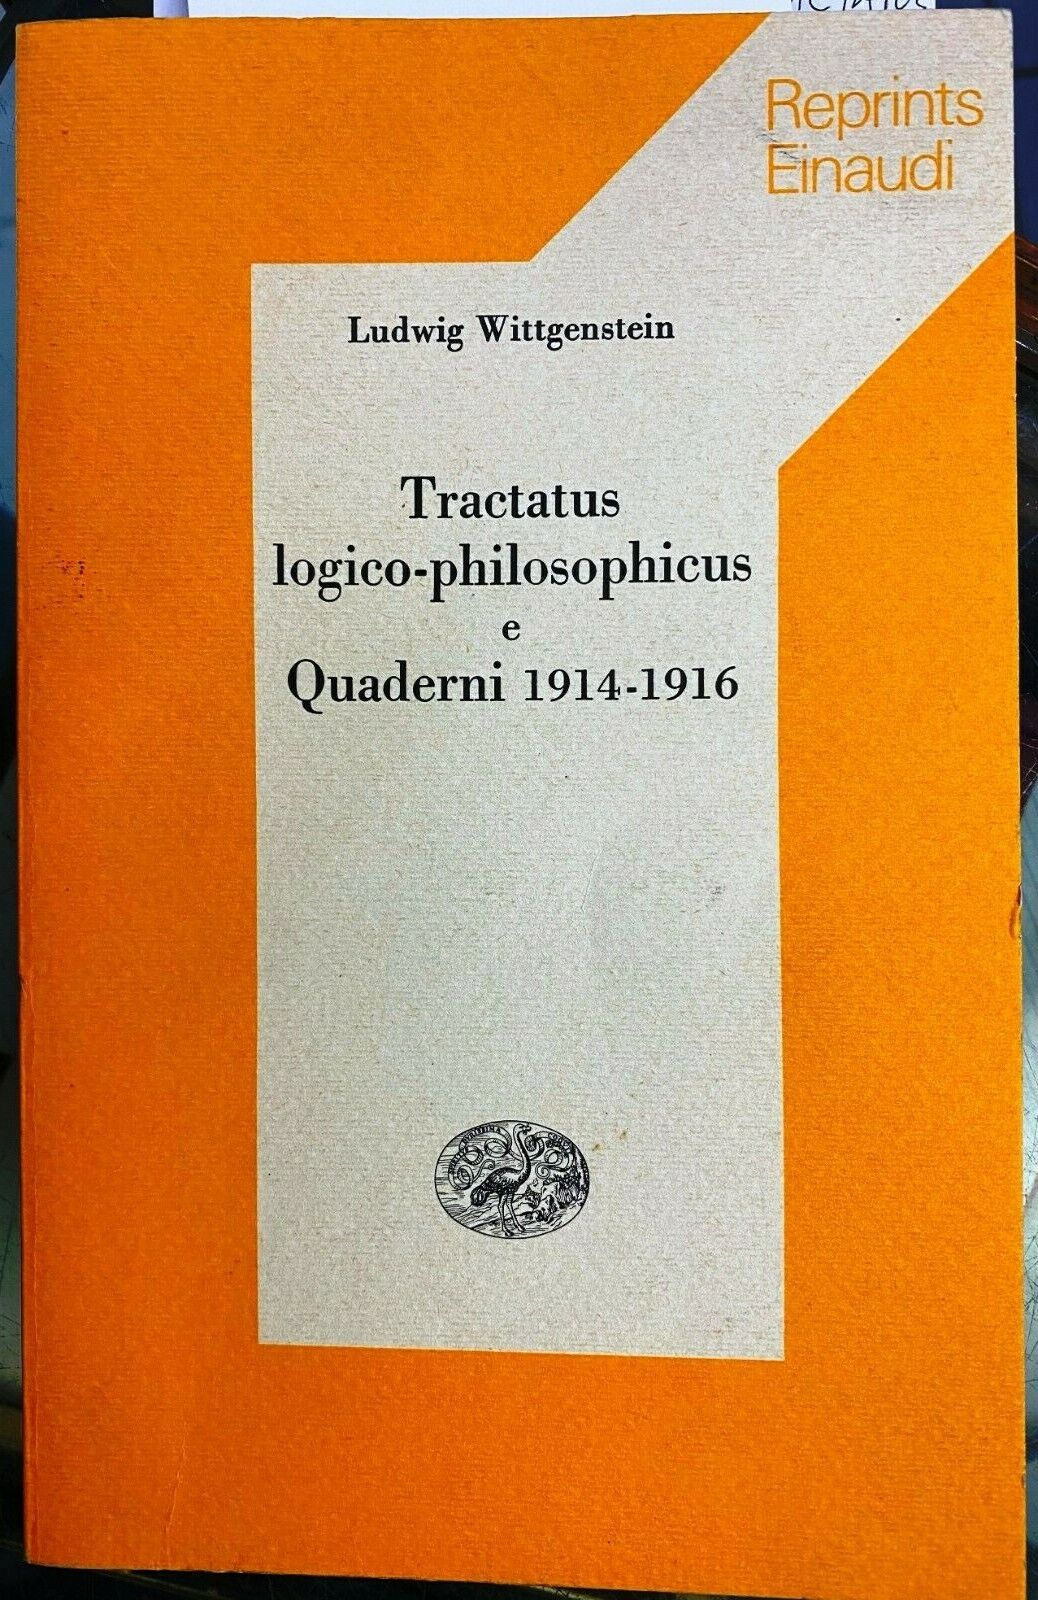 Reprints
Einaudi
Ludwig Wittgenstein
Tractatus
logico-philosophicus
e
Quaderni 1914-1916